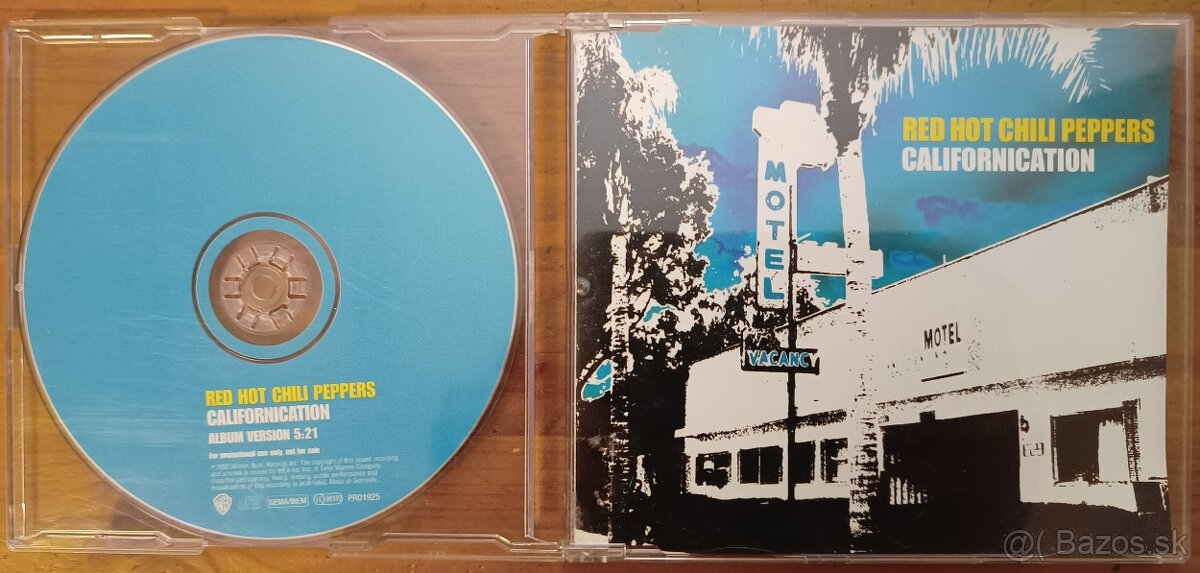 RED HOT CHILI PEPPERS
CALIFORNICATION
ALBUM VERSION 5:21
For promotional use only, not for sale
GEMA/BIEM
PRO1925
RED HOT CHILI PEPPERS
CALIFORNICATION
MOTEL
VACANCY
MOTEL
@( Bazos.sk